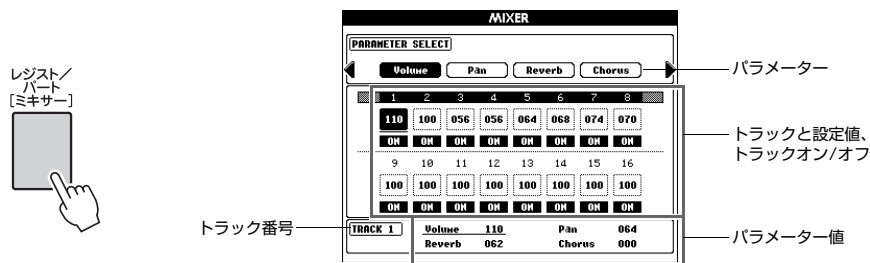 MIXER
PARAMETER SELECT
Volume Pan Reverb Chorus
パラメーター
レジスト／
パート
[ミキサー]
1 2 3 4 5 6 7 8
110 100 056 056 064 068 074 070
ON ON ON ON ON ON ON ON
トラックと設定値、
トラックオン/オフ
9 10 11 12 13 14 15 16
100 100 100 100 100 100 100 100
ON ON ON ON ON ON ON ON
トラック番号
TRACK 1
Volume 110 Pan 064
Reverb 062 Chorus 000
パラメーター値